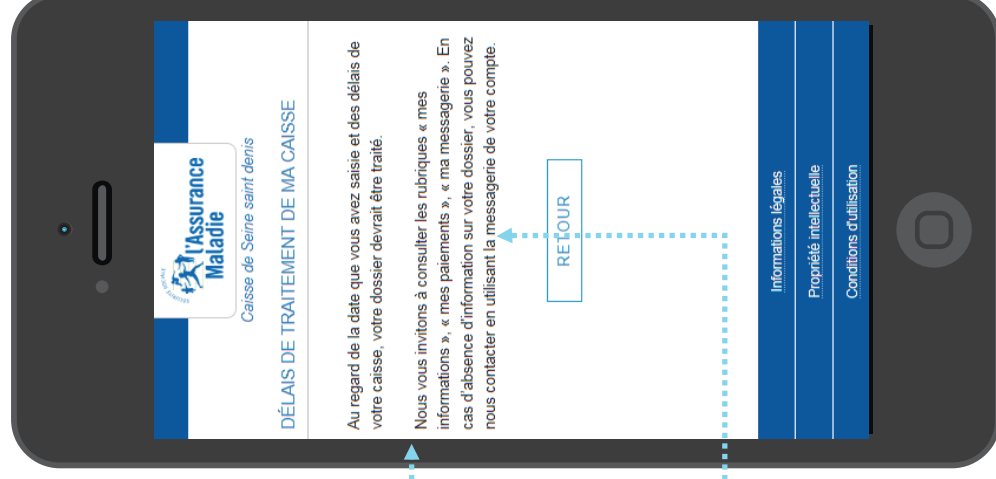 l'Assurance
Maladie
Caisse de Seine saint denis
DÉLAIS DE TRAITEMENT DE MA CAISSE
Au regard de la date que vous avez saisie et des délais de
votre caisse, votre dossier devrait être traité.
Nous vous invitons à consulter les rubriques « mes
informations », « mes paiements », « ma messagerie ». En
cas d'absence d'information sur votre dossier, vous pouvez
nous contacter en utilisant la messagerie de votre compte.
RETOUR
Informations légales
Propriété intellectuelle
Conditions d'utilisation